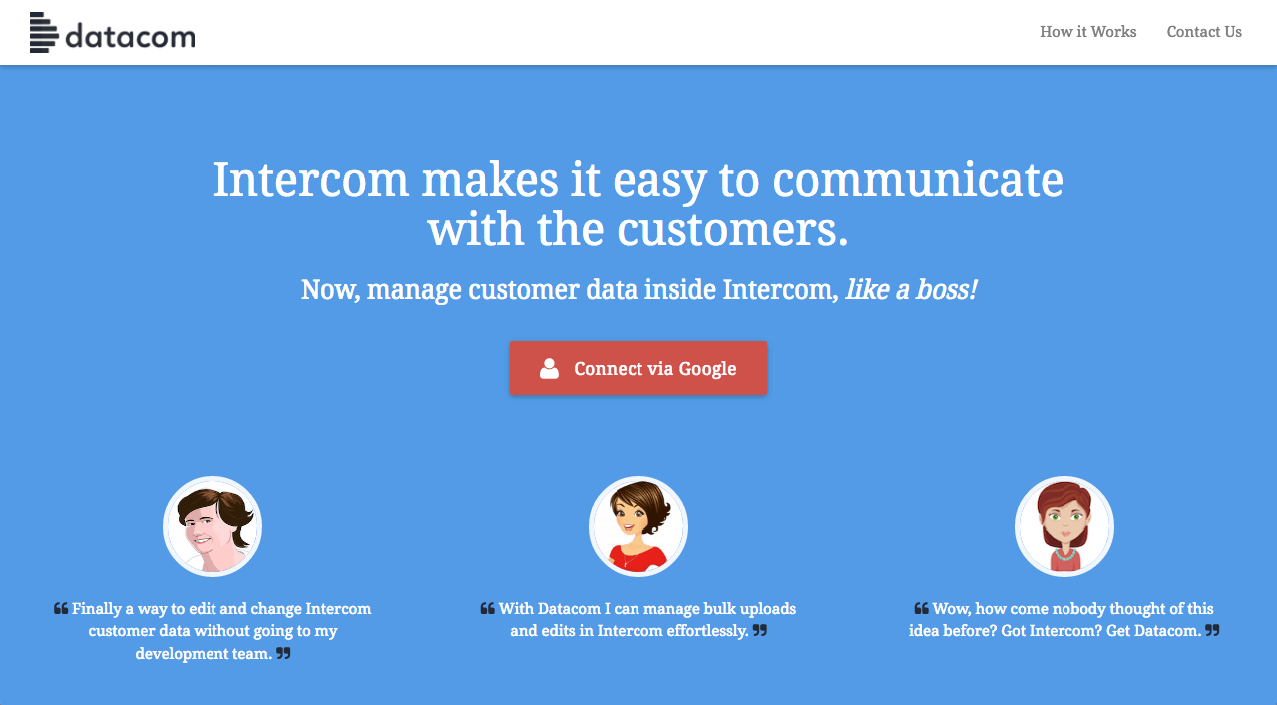 datacom
How it Works
Contact Us
Intercom makes it easy to communicate
with the customers.
Now, manage customer data inside Intercom, like a boss!
Connect via Google
❝ Finally a way to edit and change Intercom
customer data without going to my
development team. ❞
❝ With Datacom I can manage bulk uploads
and edits in Intercom effortlessly. ❞
❝ Wow, how come nobody thought of this
idea before? Got Intercom? Get Datacom. ❞